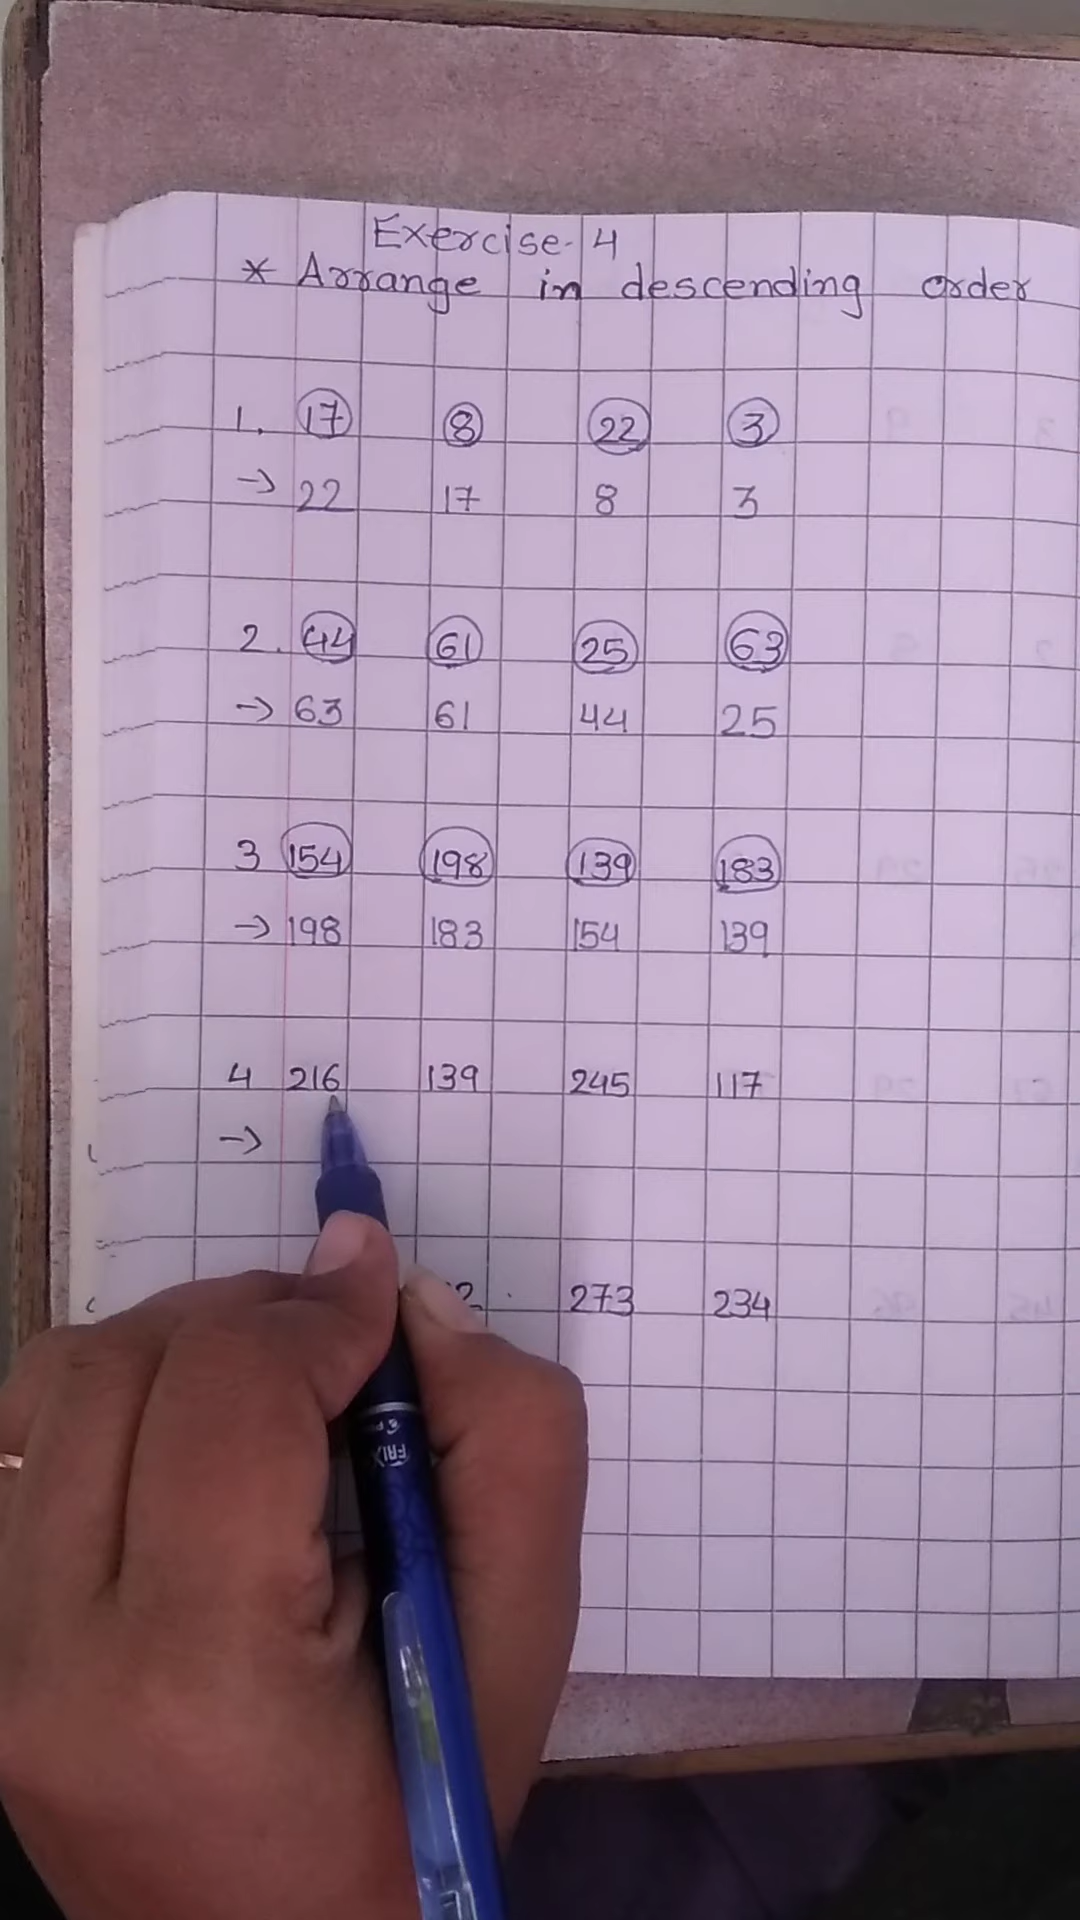 Exercise-4
* Arrange in descending order
1. 17 8 22 3
→ 22 17 8 3
2. 44 61 25 63
→ 63 61 44 25
3 154 198 139 183
→ 198 183 154 139
4 216 139 245 117
→
273 234